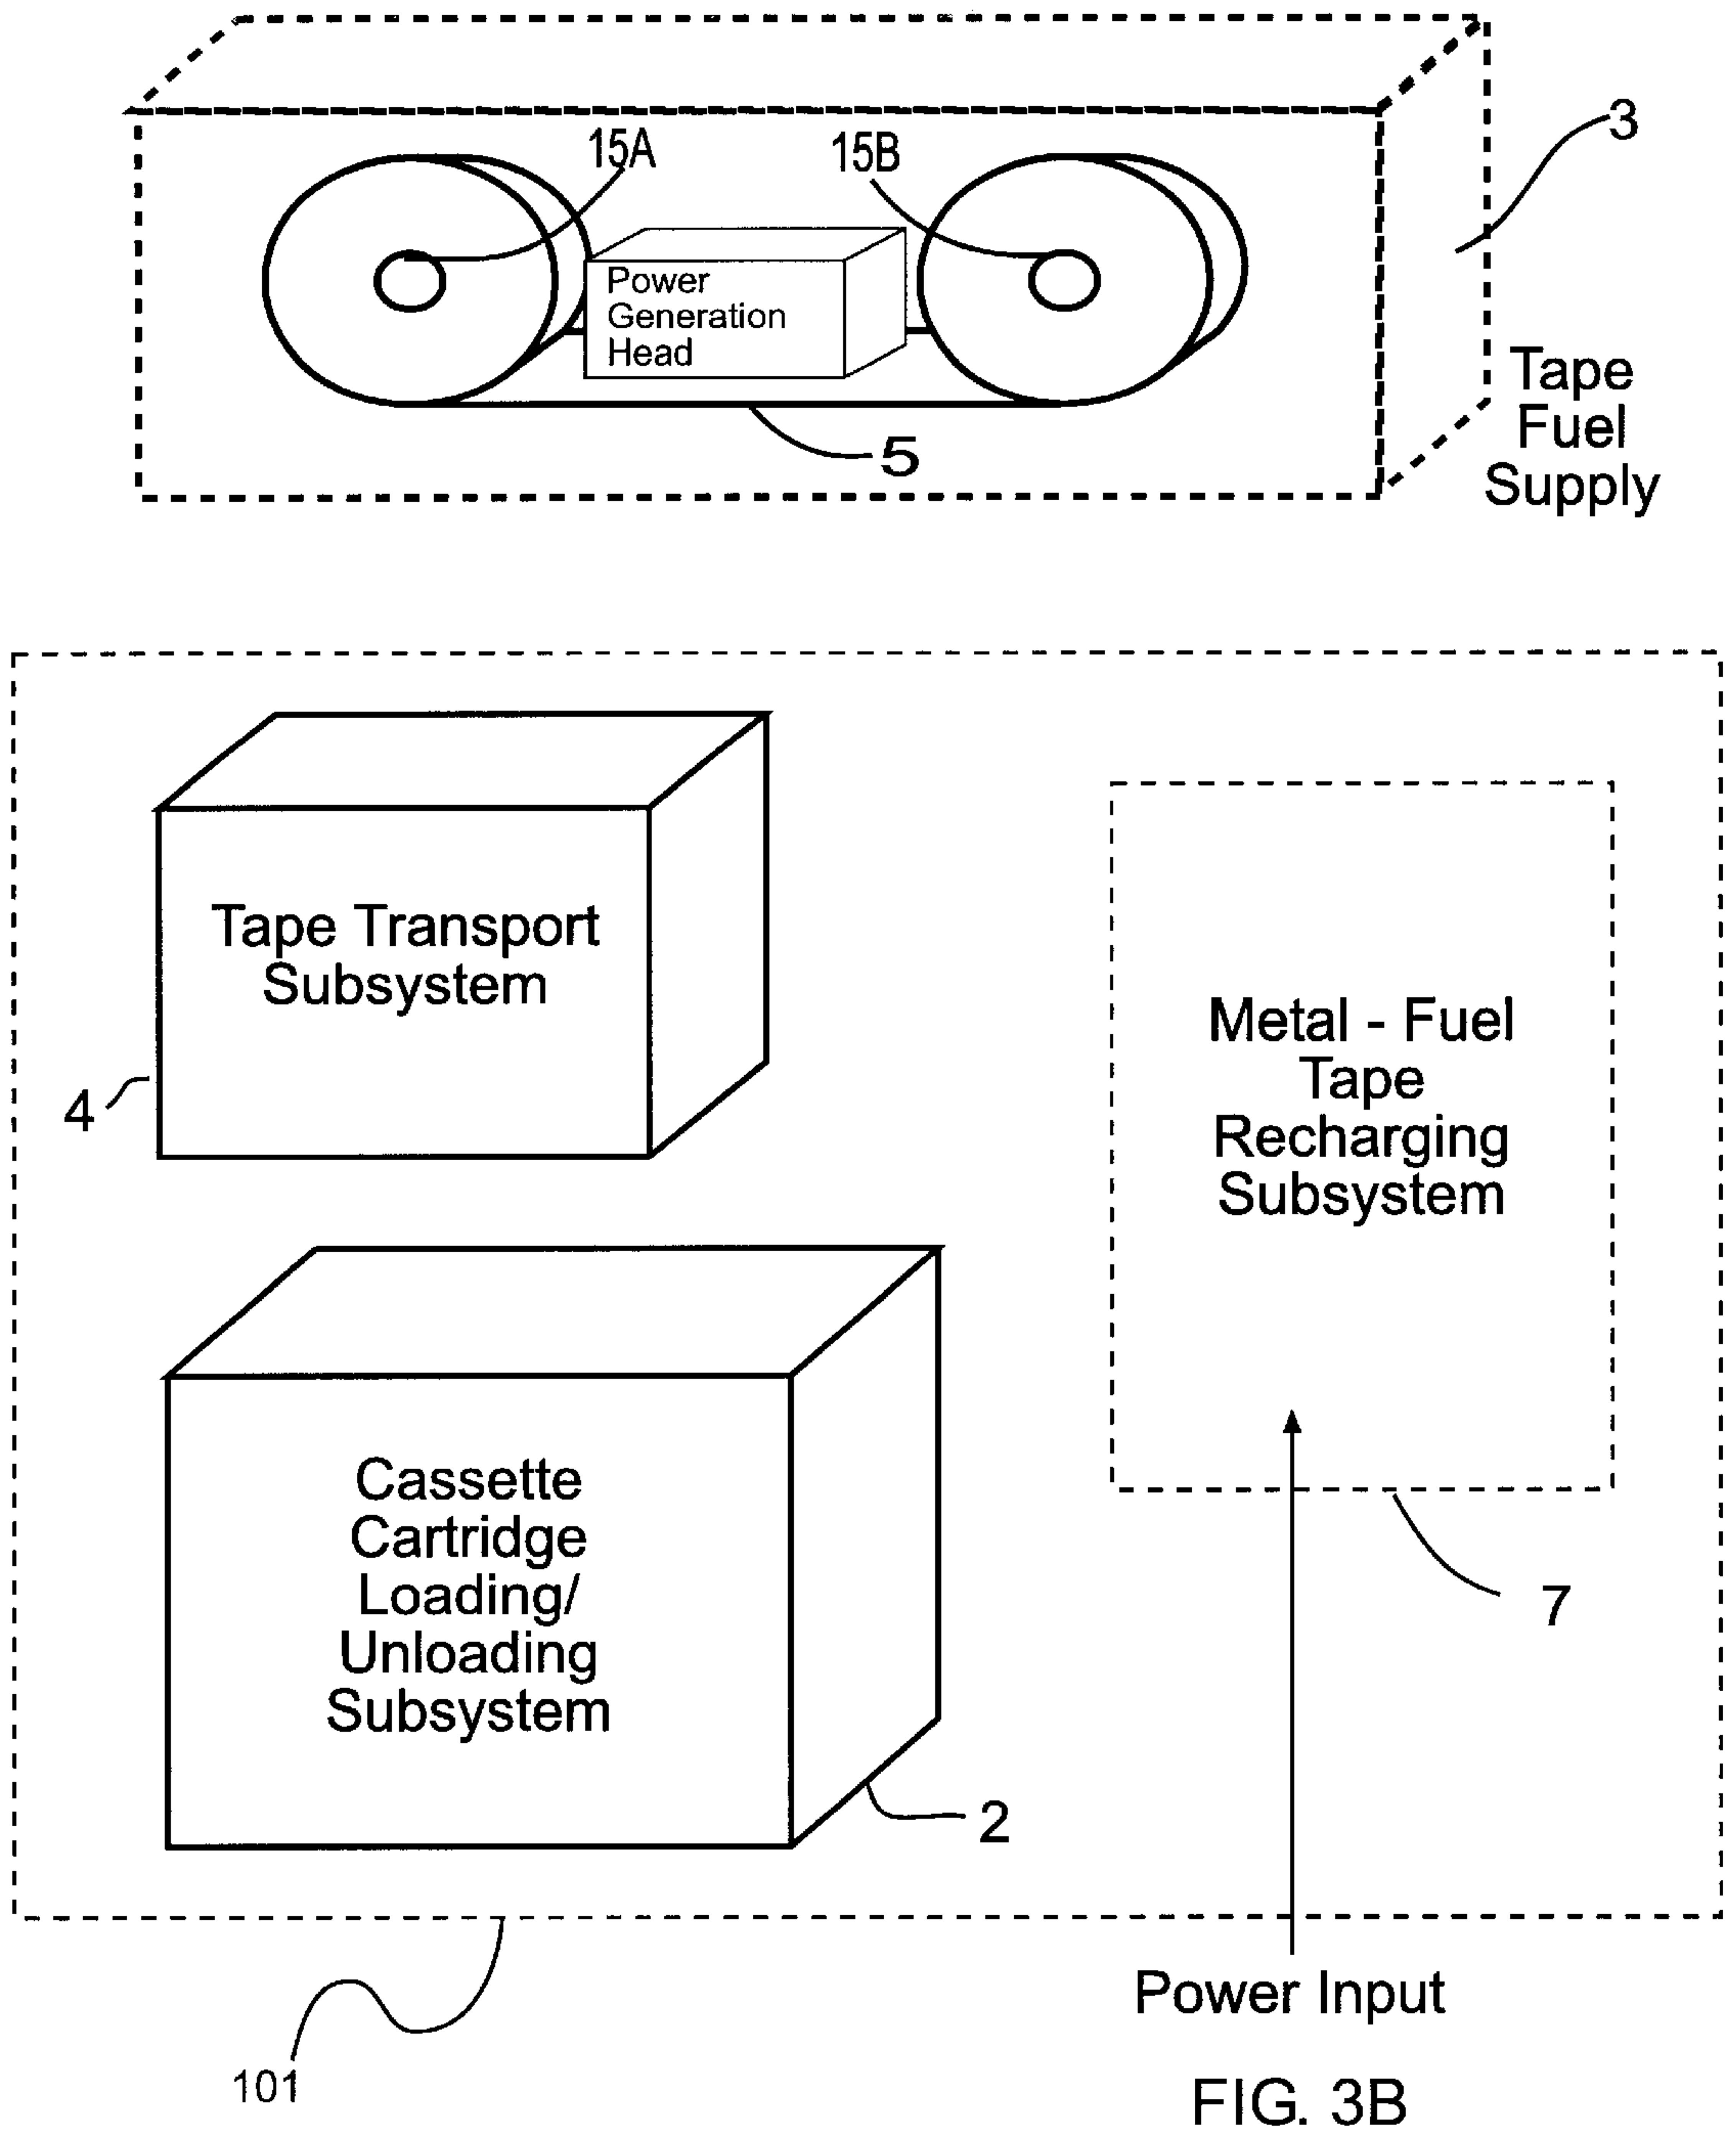 15A
15B
3
Power
Generation
Head
Tape
Fuel
Supply
5
Tape Transport
Subsystem
4
Metal - Fuel
Tape
Recharging
Subsystem
Cassette
Cartridge
Loading/
Unloading
Subsystem
7
2
Power Input
101
FIG. 3B